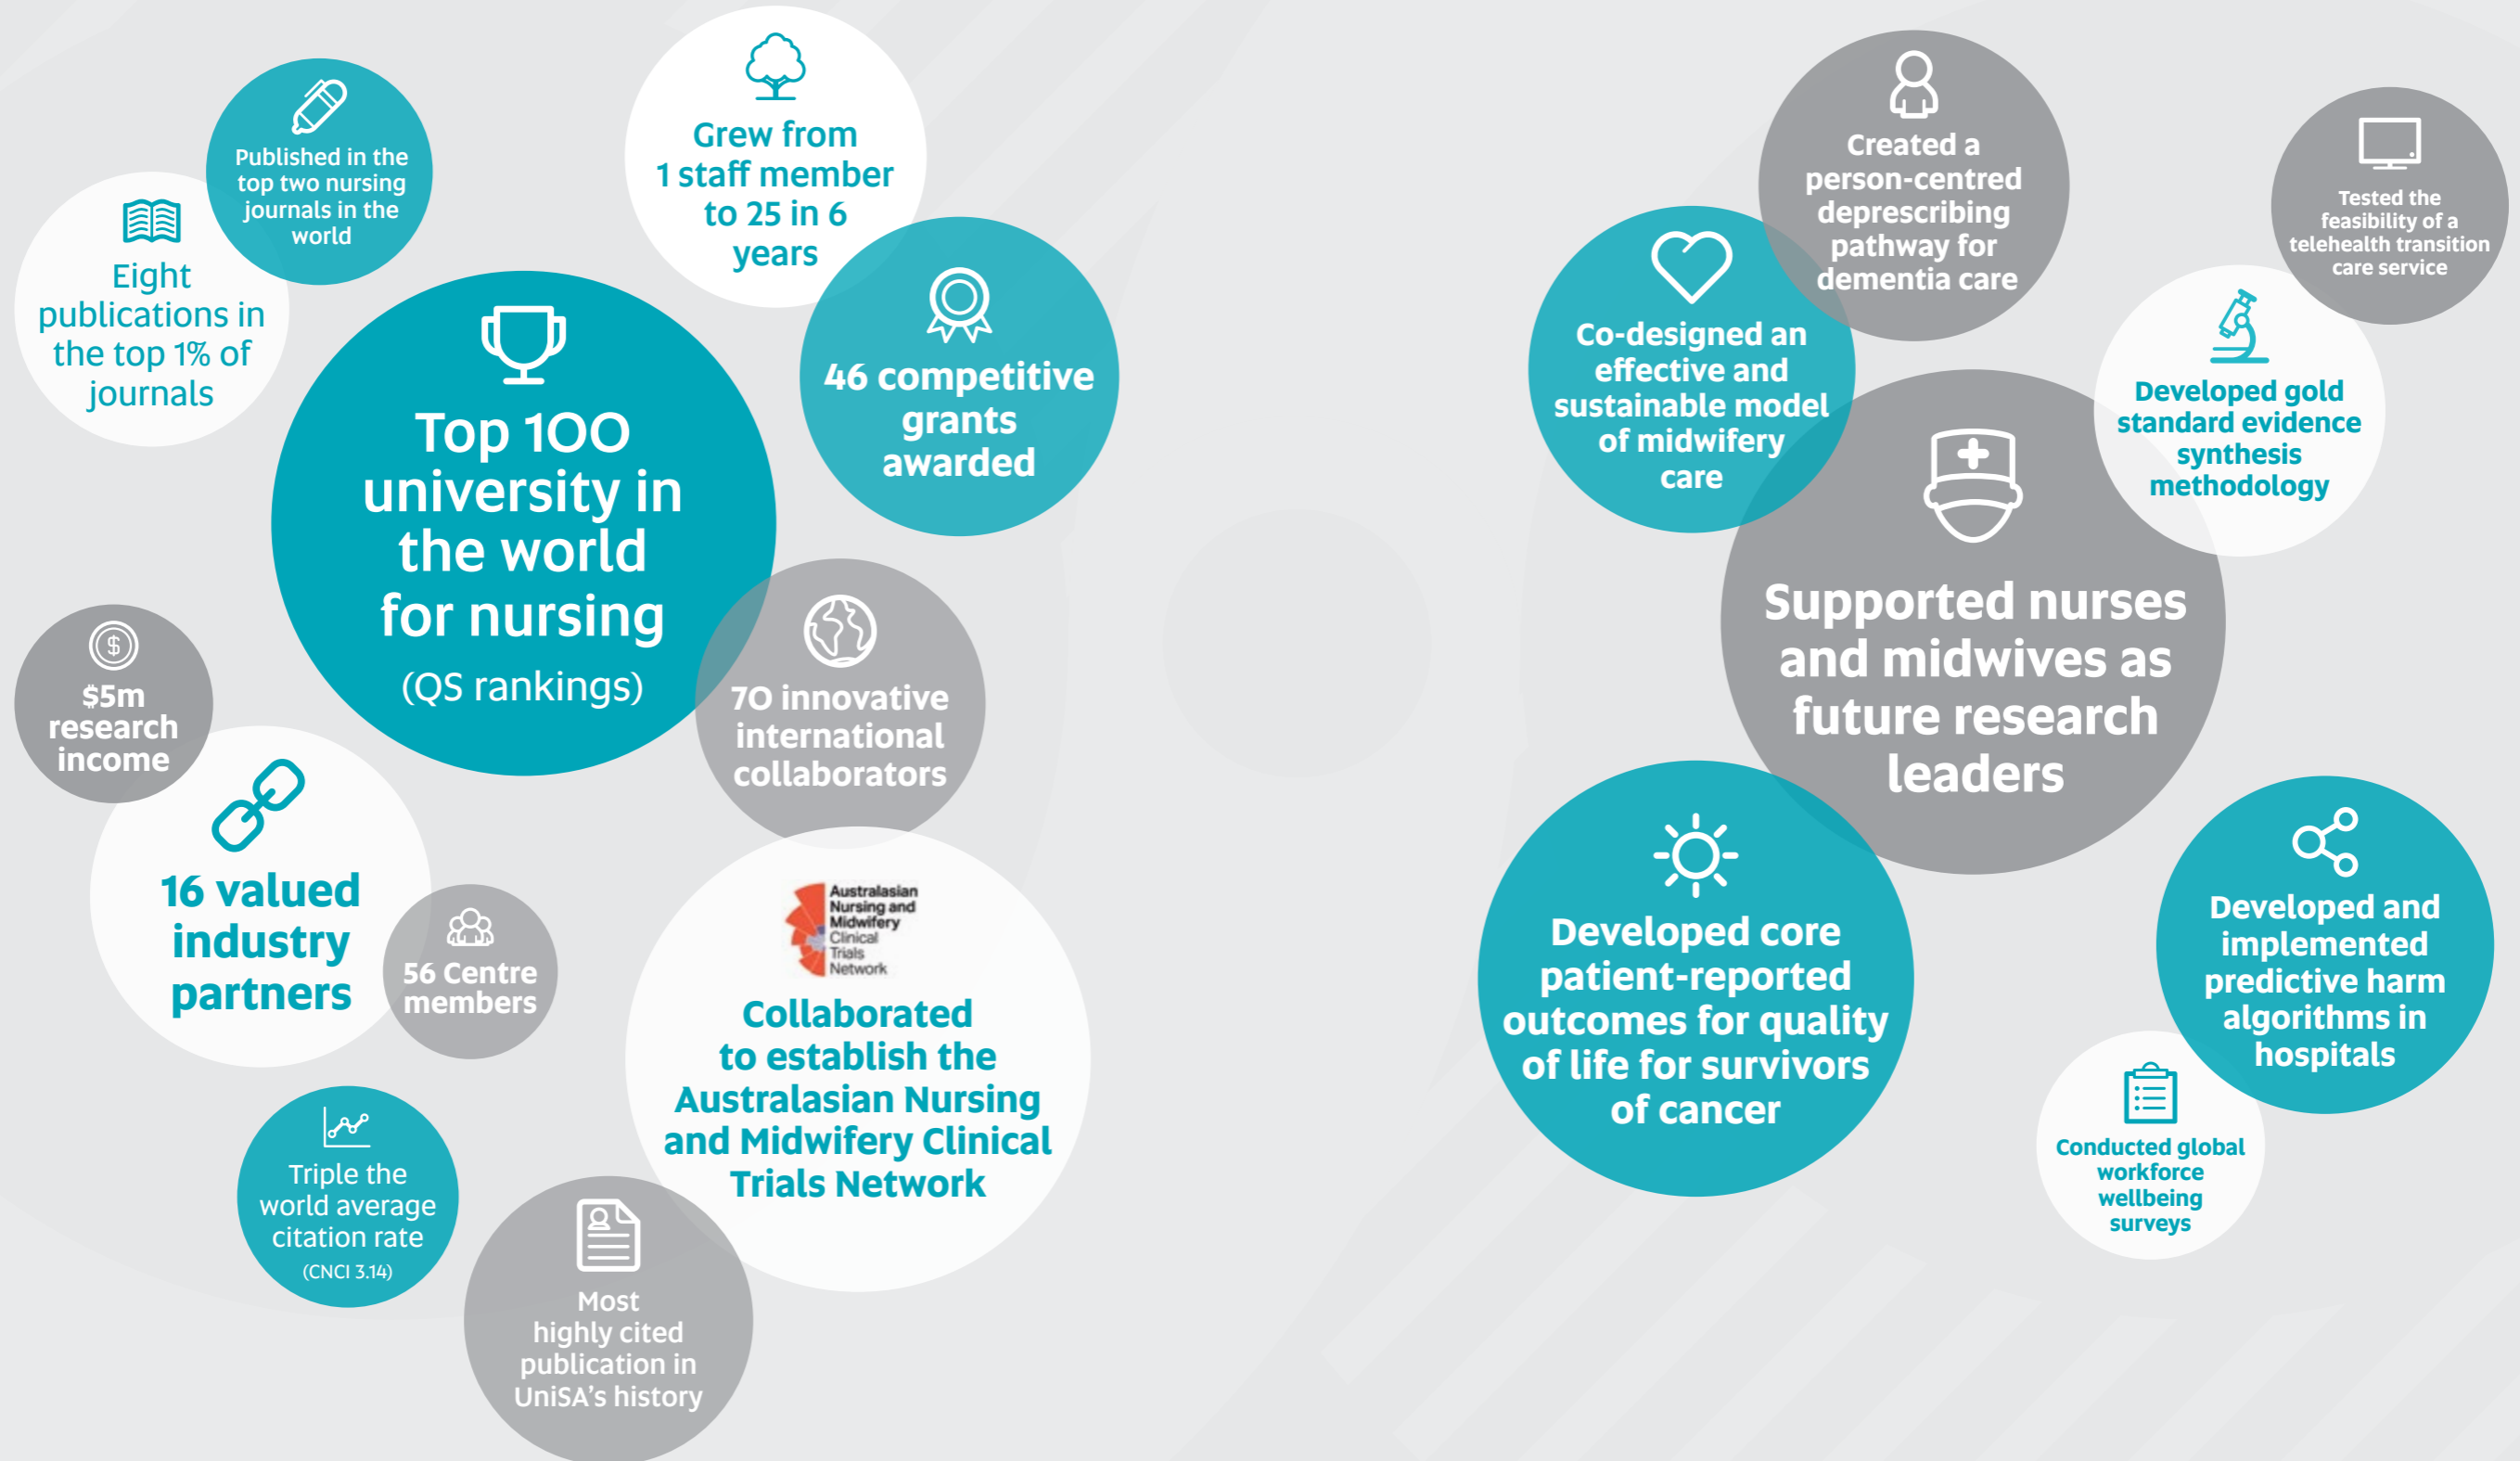 Published in the
top two nursing
journals in the
world
Eight
publications in
the top 1% of
journals
Grew from
1 staff member
to 25 in 6
years
46 competitive
grants
awarded
Top 100
university in
the world
for nursing
(QS rankings)
70 innovative
international
collaborators
$5m
research
income
16 valued
industry
partners
56 Centre
members
Australasian
Nursing and
Midwifery
Clinical
Trials
Network
Collaborated
to establish the
Australasian Nursing
and Midwifery Clinical
Trials Network
Triple the
world average
citation rate
(CNCI 3.14)
Most
highly cited
publication in
UniSA's history
Created a
person-centred
deprescribing
pathway for
dementia care
Tested the
feasibility of a
telehealth transition
care service
Co-designed an
effective and
sustainable model
of midwifery
care
Developed gold
standard evidence
synthesis
methodology
Supported nurses
and midwives as
future research
leaders
Developed core
patient-reported
outcomes for quality
of life for survivors
of cancer
Developed and
implemented
predictive harm
algorithms in
hospitals
Conducted global
workforce
wellbeing
surveys